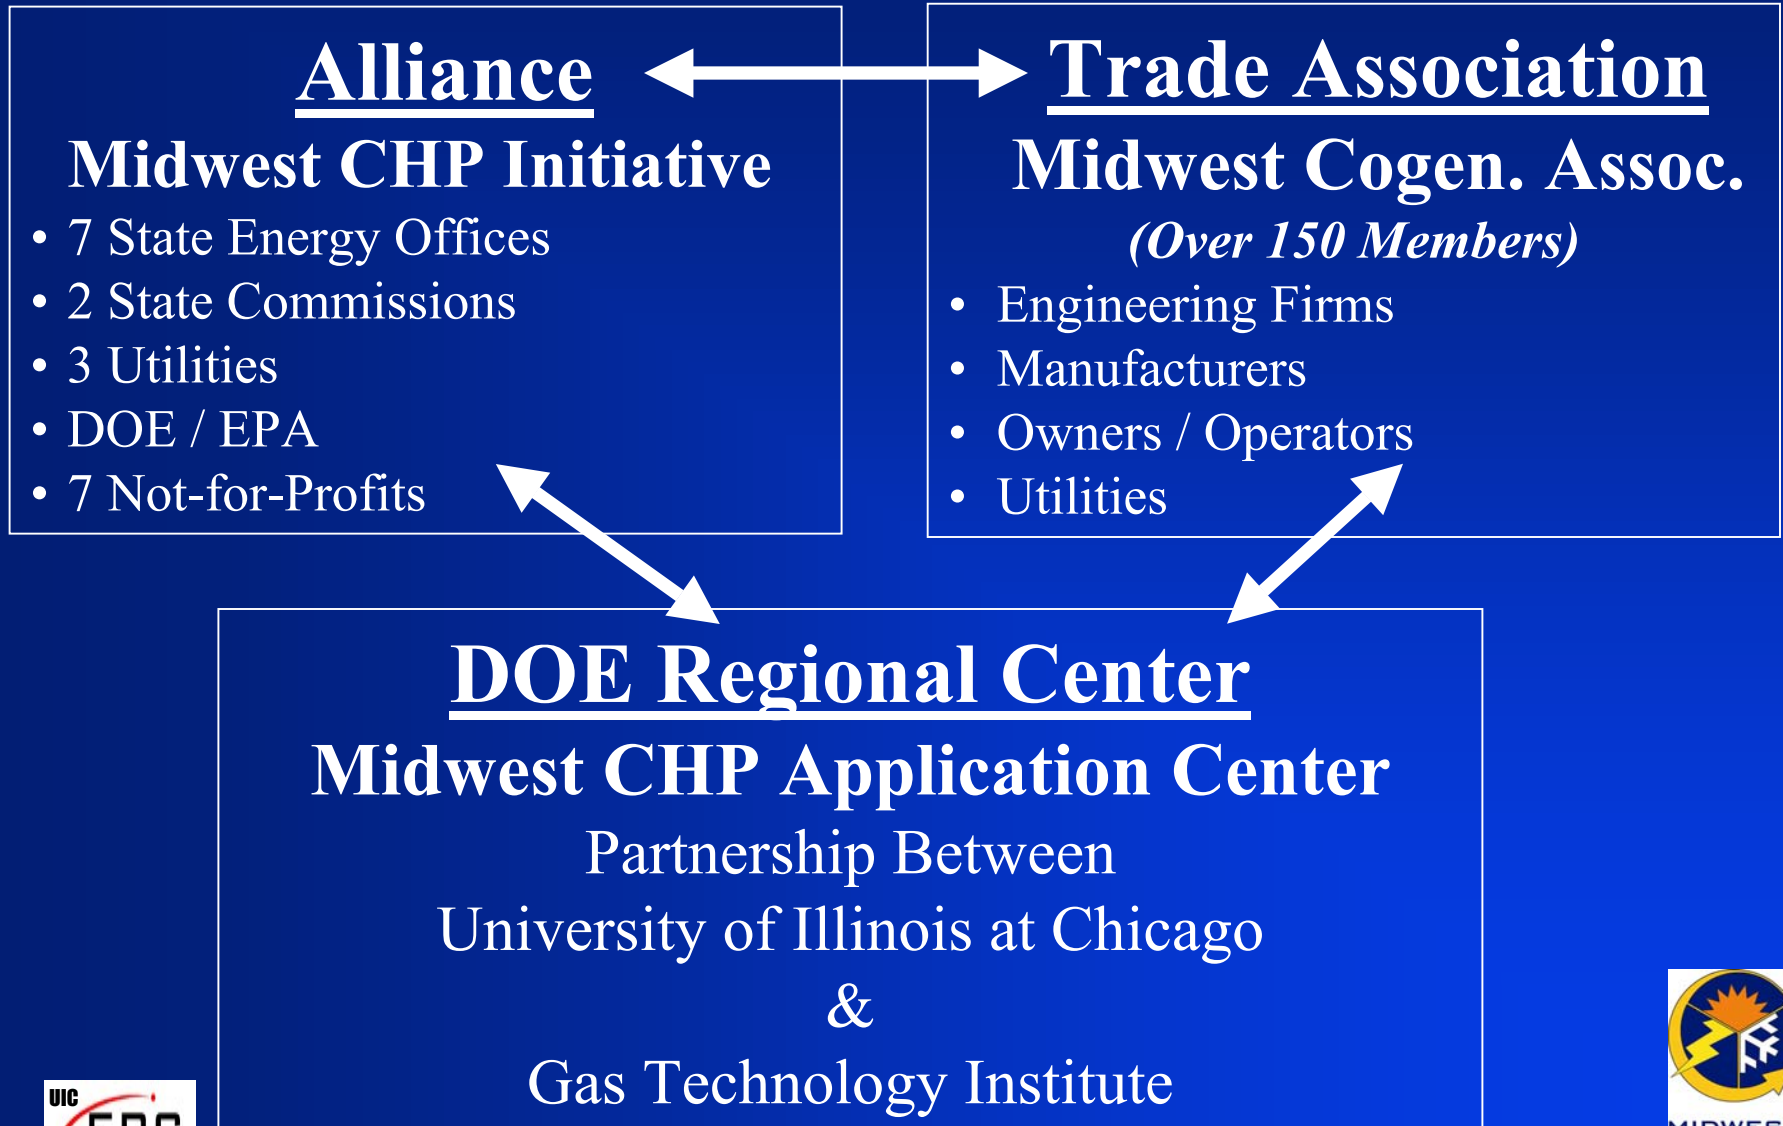 Alliance
Midwest CHP Initiative
• 7 State Energy Offices
• 2 State Commissions
• 3 Utilities
• DOE / EPA
• 7 Not-for-Profits
Trade Association
Midwest Cogen. Assoc.
(Over 150 Members)
• Engineering Firms
• Manufacturers
• Owners / Operators
• Utilities
DOE Regional Center
Midwest CHP Application Center
Partnership Between
University of Illinois at Chicago
&
Gas Technology Institute
UIC